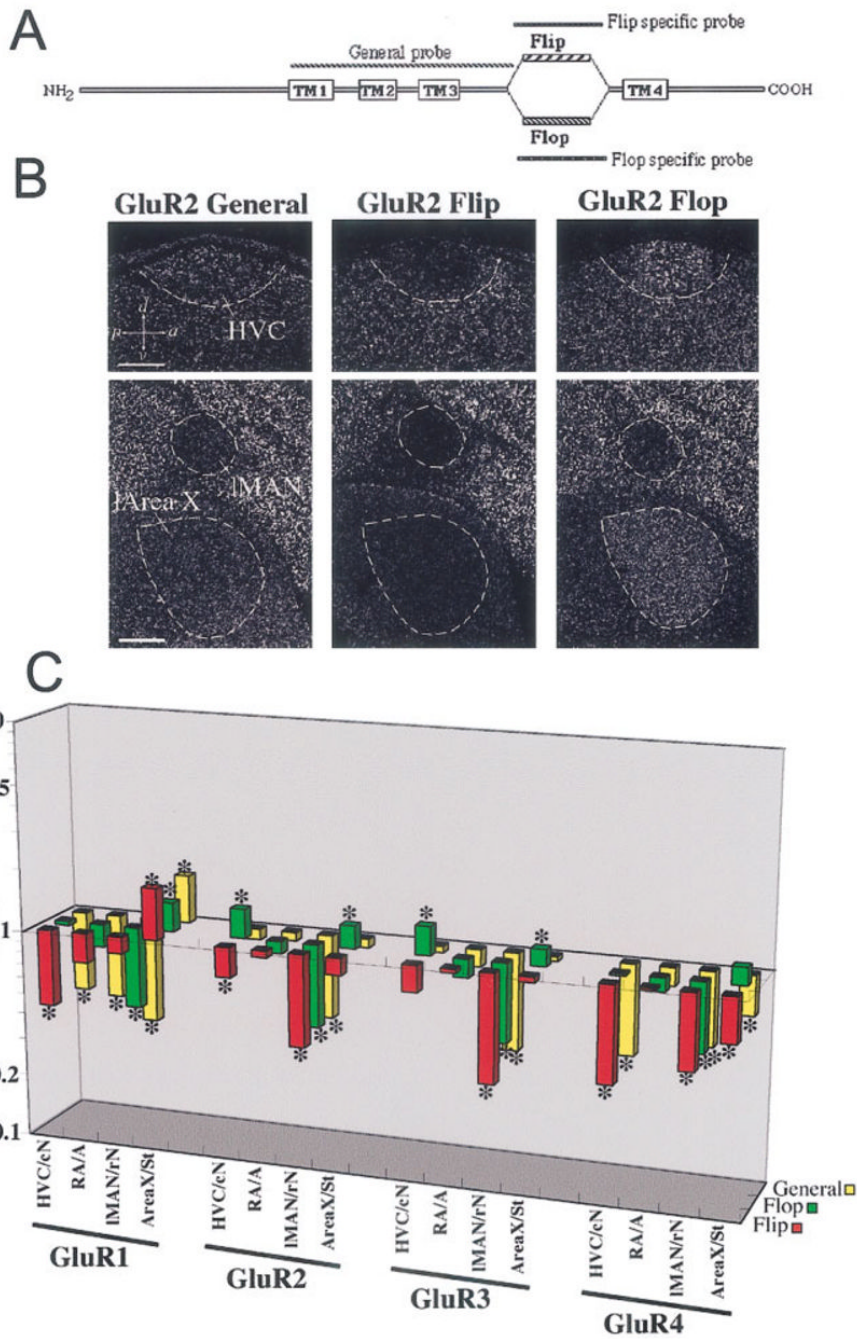 A
Flip specific probe
General probe
Flip
NH2
TM1
TM2
TM3
TM4
COOH
Flop
Flop specific probe
B
GluR2 General
GluR2 Flip
GluR2 Flop
d
p
a
v
HVC
lMAN
Area X
C
5
1
0.2
0.1
HVC/cN
RA/A
lMAN/rN
AreaX/St
HVC/cN
RA/A
lMAN/rN
AreaX/St
HVC/cN
RA/A
lMAN/rN
AreaX/St
HVC/cN
RA/A
lMAN/rN
AreaX/St
GluR1
GluR2
GluR3
GluR4
General
Flop
Flip